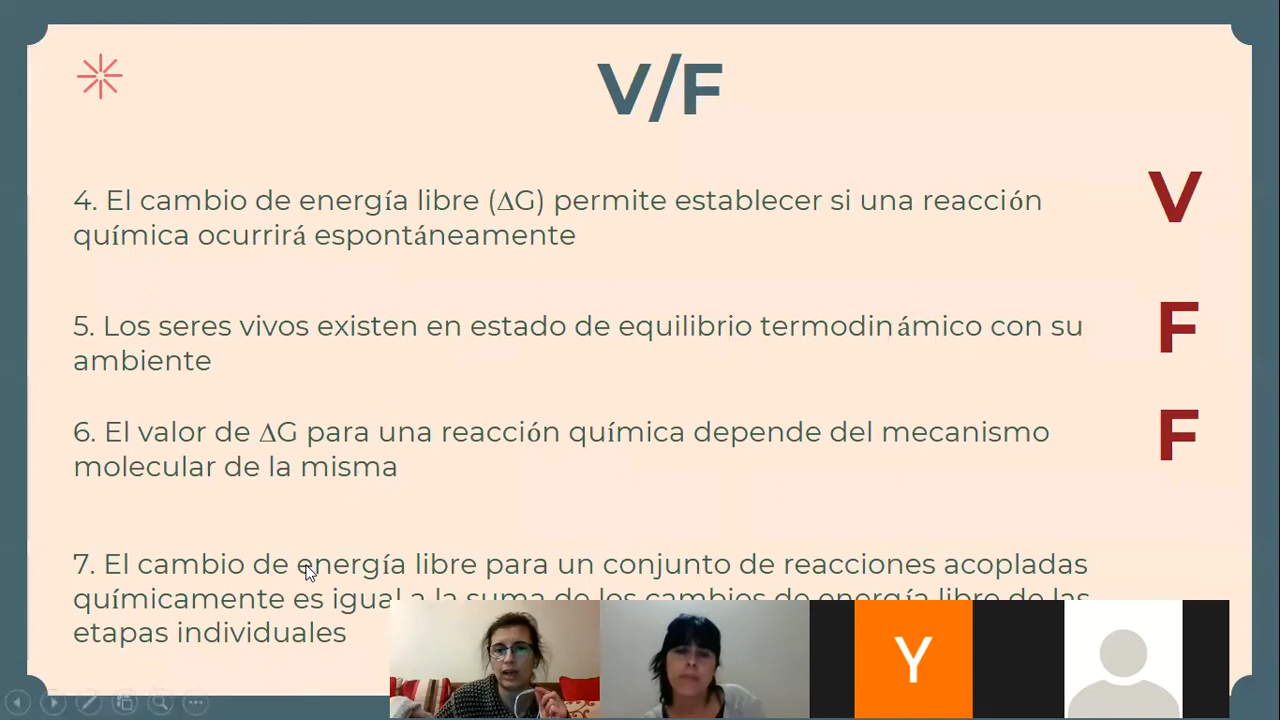 V/F
4. El cambio de energía libre (ΔG) permite establecer si una reacción
V
química ocurrirá espontáneamente
5. Los seres vivos existen en estado de equilibrio termodinámico con su
F
ambiente
6. El valor de ΔG para una reacción química depende del mecanismo
F
molecular de la misma
7. El cambio de energía libre para un conjunto de reacciones acopladas
químicamente es igual a la suma de los cambios de energía libre de las
etapas individuales
Y